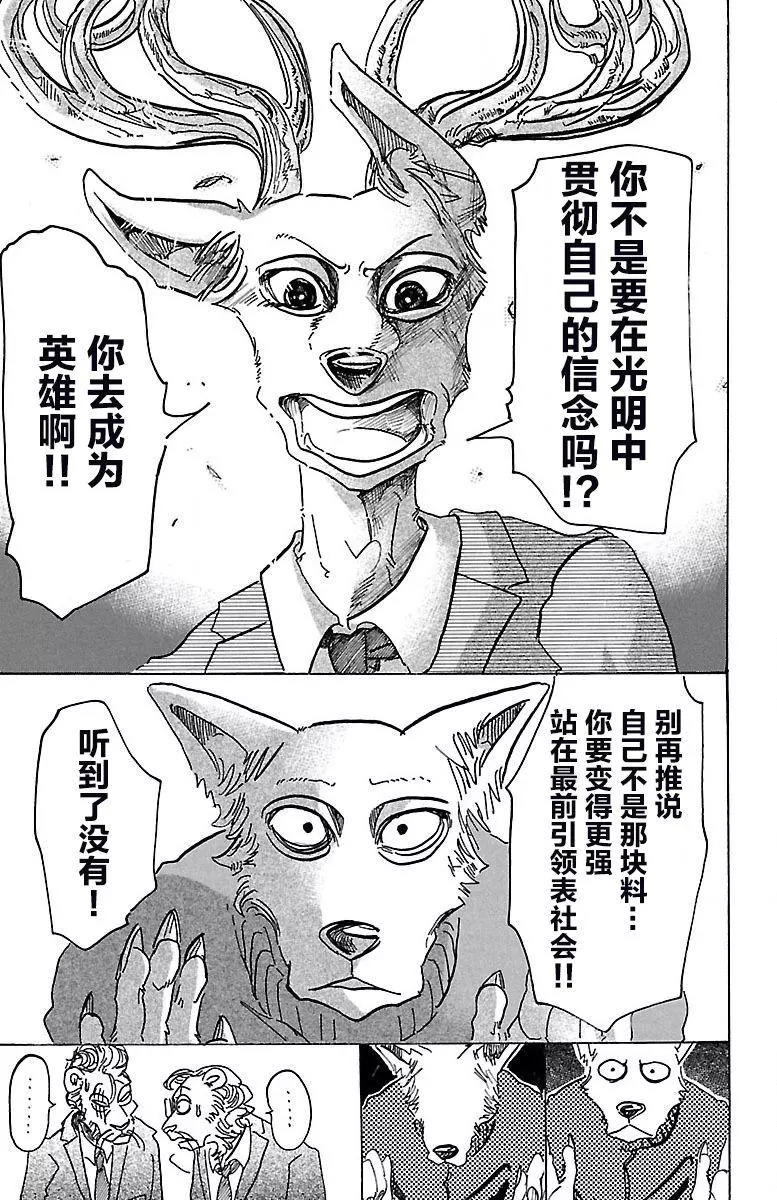 你不是要在光明中
贯彻自己的信念吗!?
你去成为
英雄啊!!
别再推说
自己不是那块料…
你要变得更强
站在最前引领表社会!!
听到了没有!
…
…